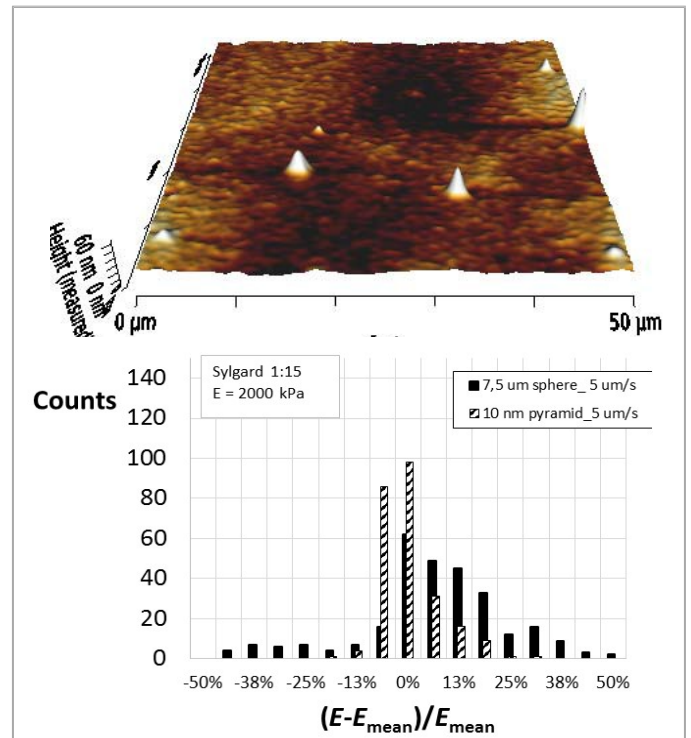 60 nm 0 nm
Height (measured
0 µm
50 µm
Counts
140
120
100
80
60
40
20
0
Sylgard 1:15
E = 2000 kPa
7,5 um sphere_ 5 um/s
10 nm pyramid_5 um/s
-50% -38% -25% -13% 0% 13% 25% 38% 50%
(E-Emean)/Emean